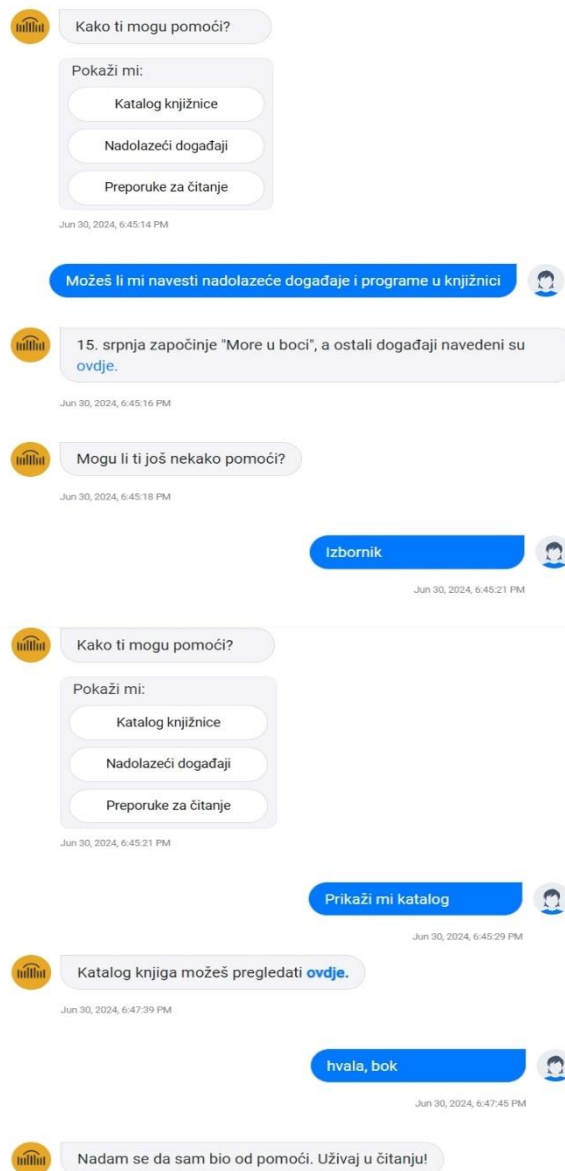 Kako ti mogu pomoći?
Pokaži mi:
Katalog knjižnice
Nadolazeći događaji
Preporuke za čitanje
Jun 30, 2024, 6:45:14 PM
Možeš li mi navesti nadolazeće događaje i programe u knjižnici
15. srpnja započinje "More u boci", a ostali događaji navedeni su
ovdje.
Jun 30, 2024, 6:45:16 PM
Mogu li ti još nekako pomoći?
Jun 30, 2024, 6:45:18 PM
Izbornik
Jun 30, 2024, 6:45:21 PM
Kako ti mogu pomoći?
Pokaži mi:
Katalog knjižnice
Nadolazeći događaji
Preporuke za čitanje
Jun 30, 2024, 6:45:21 PM
Prikaži mi katalog
Jun 30, 2024, 6:45:29 PM
Katalog knjiga možeš pregledati ovdje.
Jun 30, 2024, 6:47:39 PM
hvala, bok
Jun 30, 2024, 6:47:45 PM
Nadam se da sam bio od pomoći. Uživaj u čitanju!